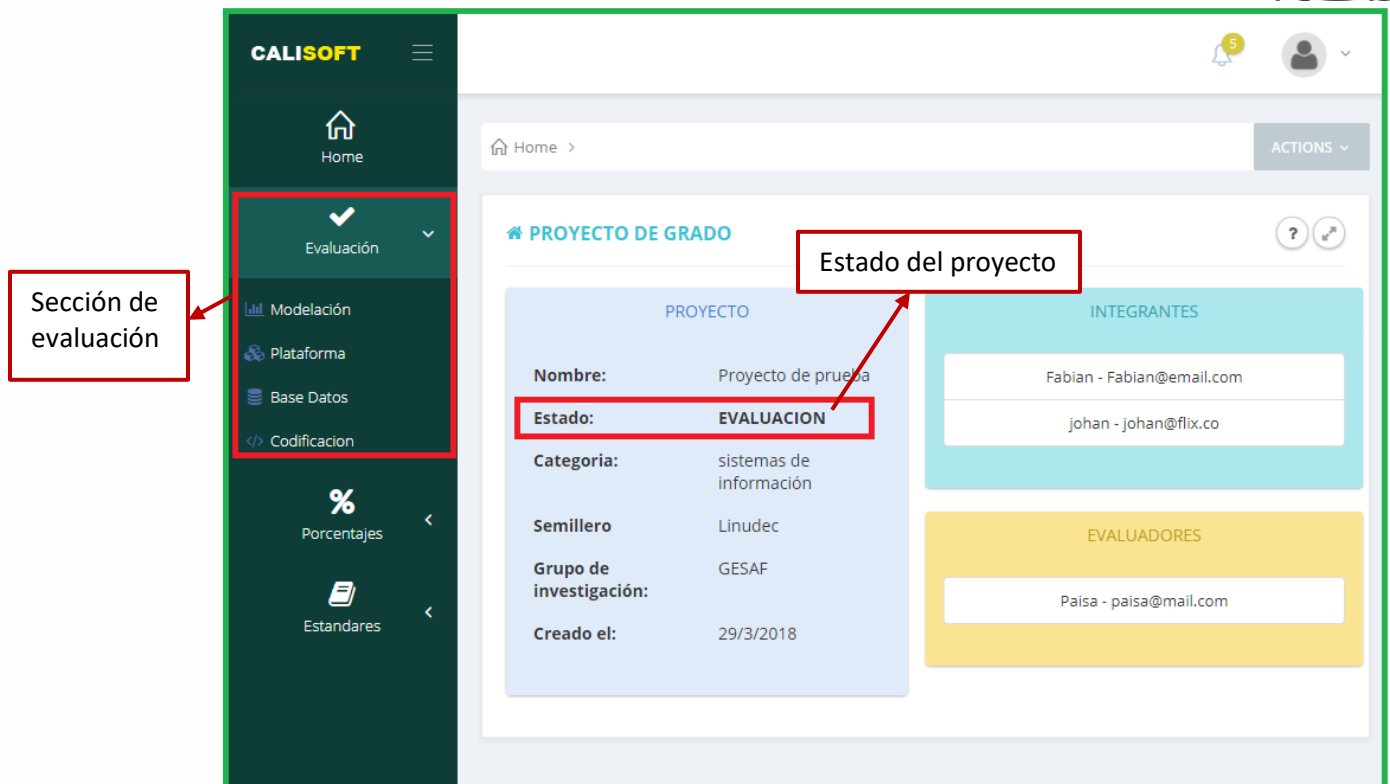 CALISOFT
5
Home
Home >
ACTIONS
Evaluación
PROYECTO DE GRADO
?
Estado del proyecto
Sección de
evaluación
Modelación
Plataforma
Base Datos
Codificacion
Porcentajes
Estandares
PROYECTO
Nombre: Proyecto de prueba
Estado: EVALUACION
Categoria: sistemas de
información
Semillero Linudec
Grupo de GESAF
investigación:
Creado el: 29/3/2018
INTEGRANTES
Fabian - Fabian@email.com
johan - johan@flix.co
EVALUADORES
Paisa - paisa@mail.com